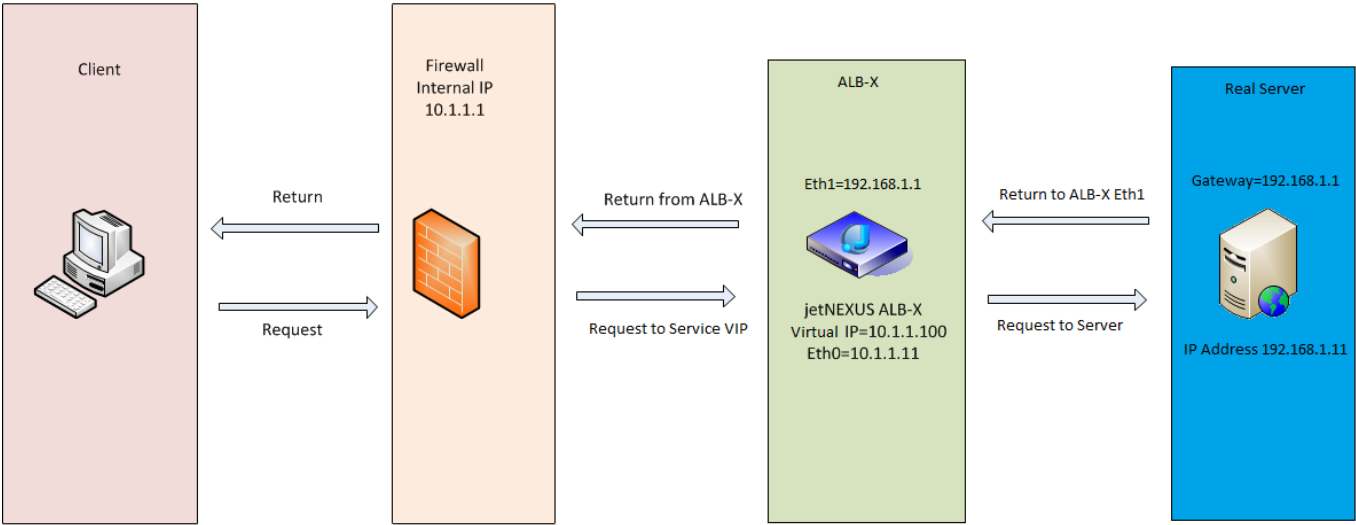 Client
Return
Request
Firewall
Internal IP
10.1.1.1
Return from ALB-X
Request to Service VIP
ALB-X
Eth1=192.168.1.1
jetNEXUS ALB-X
Virtual IP=10.1.1.100
Eth0=10.1.1.11
Return to ALB-X Eth1
Request to Server
Real Server
Gateway=192.168.1.1
IP Address 192.168.1.11